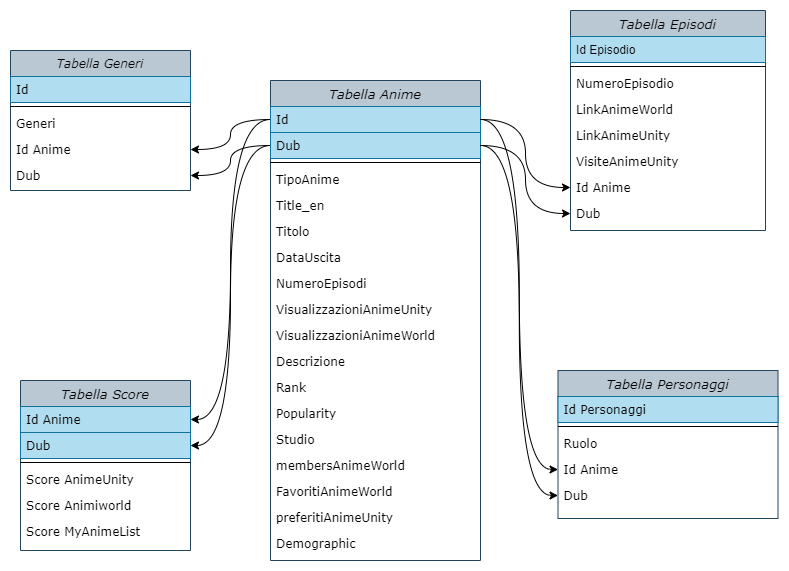 Tabella Generi
Id
Generi
Id Anime
Dub
Tabella Anime
Id
Dub
TipoAnime
Title_en
Titolo
DataUscita
NumeroEpisodi
VisualizzazioniAnimeUnity
VisualizzazioniAnimeWorld
Descrizione
Rank
Popularity
Studio
membersAnimeWorld
FavoritiAnimeWorld
preferitiAnimeUnity
Demographic
Tabella Episodi
Id Episodio
NumeroEpisodio
LinkAnimeWorld
LinkAnimeUnity
VisiteAnimeUnity
Id Anime
Dub
Tabella Score
Id Anime
Dub
Score AnimeUnity
Score Animiworld
Score MyAnimeList
Tabella Personaggi
Id Personaggi
Ruolo
Id Anime
Dub